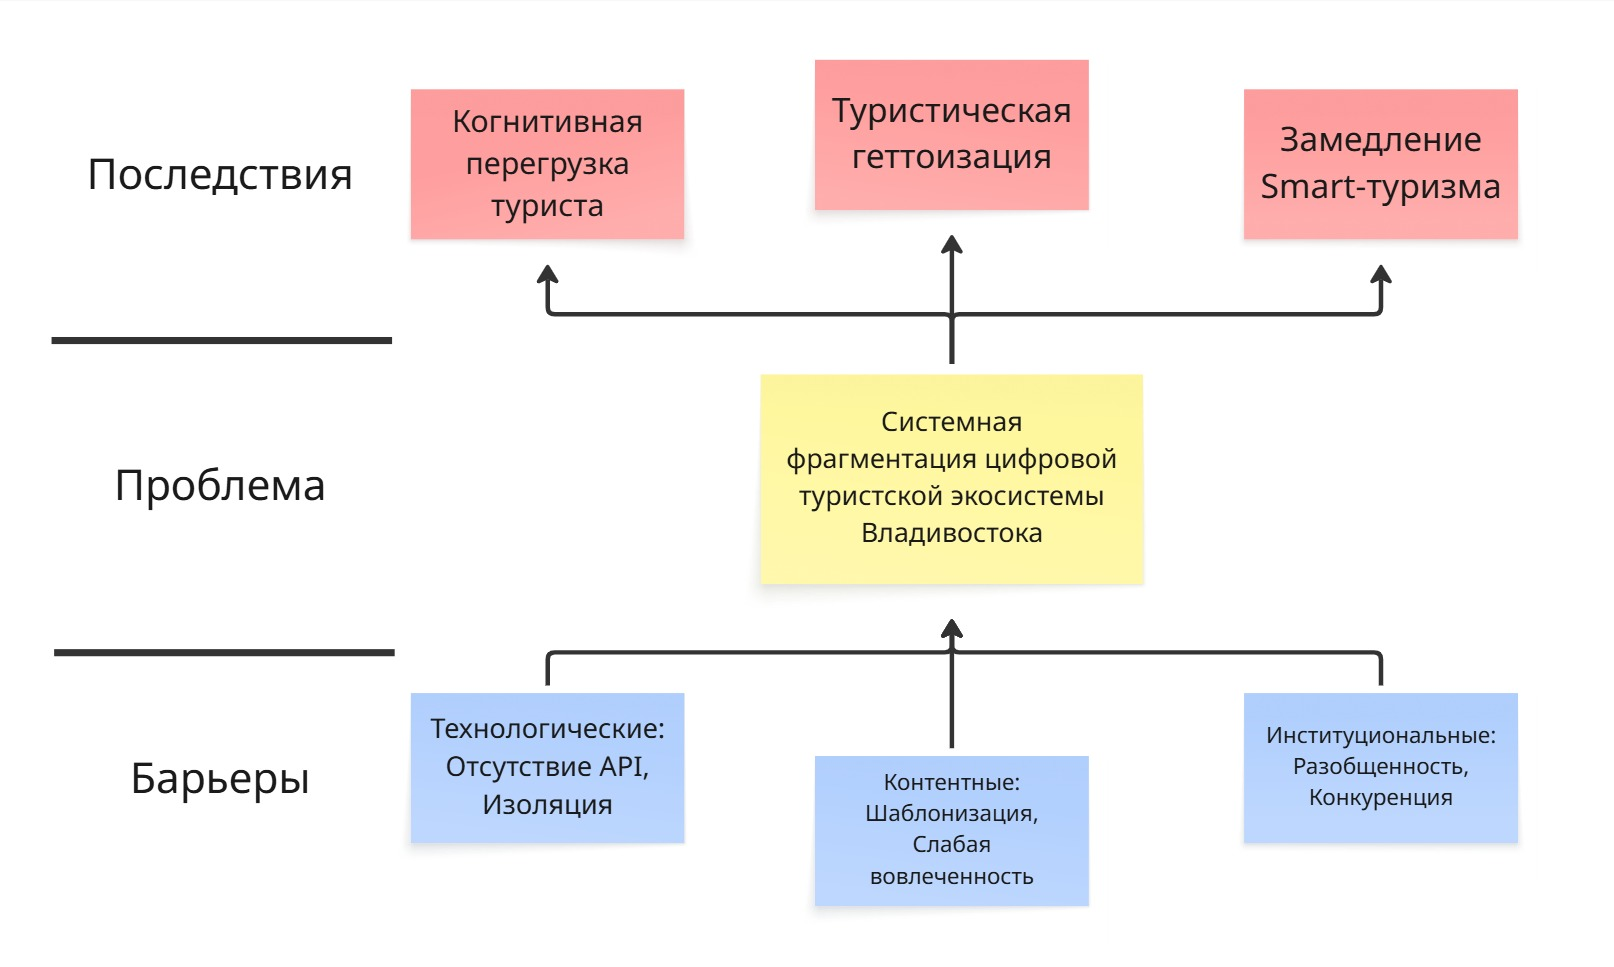 Последствия
Когнитивная
перегрузка
туриста
Туристическая
геттоизация
Замедление
Smart-туризма
Проблема
Системная
фрагментация цифровой
туристской экосистемы
Владивостока
Барьеры
Технологические:
Отсутствие API,
Изоляция
Контентные:
Шаблонизация,
Слабая
вовлеченность
Институциональные:
Разобщенность,
Конкуренция